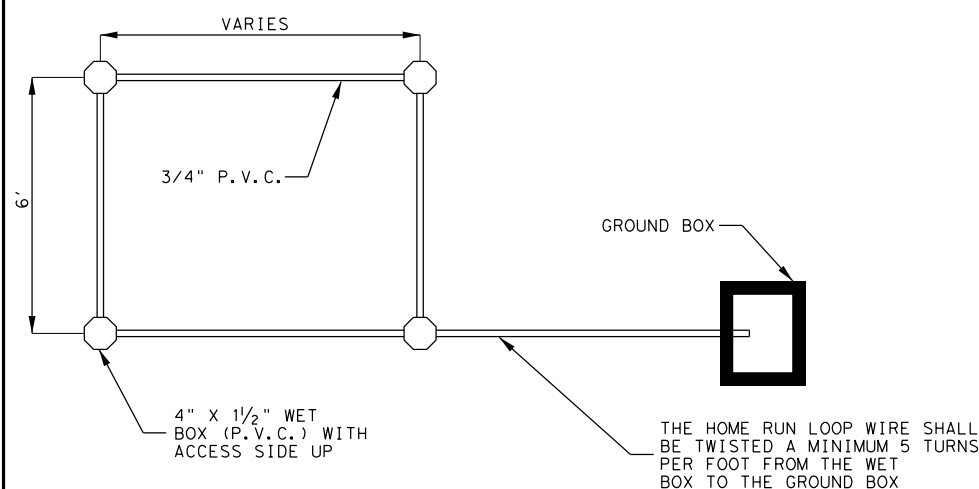 VARIES
3/4" P.V.C.
6'
GROUND BOX
4" X 1½" WET
BOX (P.V.C.) WITH
ACCESS SIDE UP
THE HOME RUN LOOP WIRE SHALL
BE TWISTED A MINIMUM 5 TURNS
PER FOOT FROM THE WET
BOX TO THE GROUND BOX